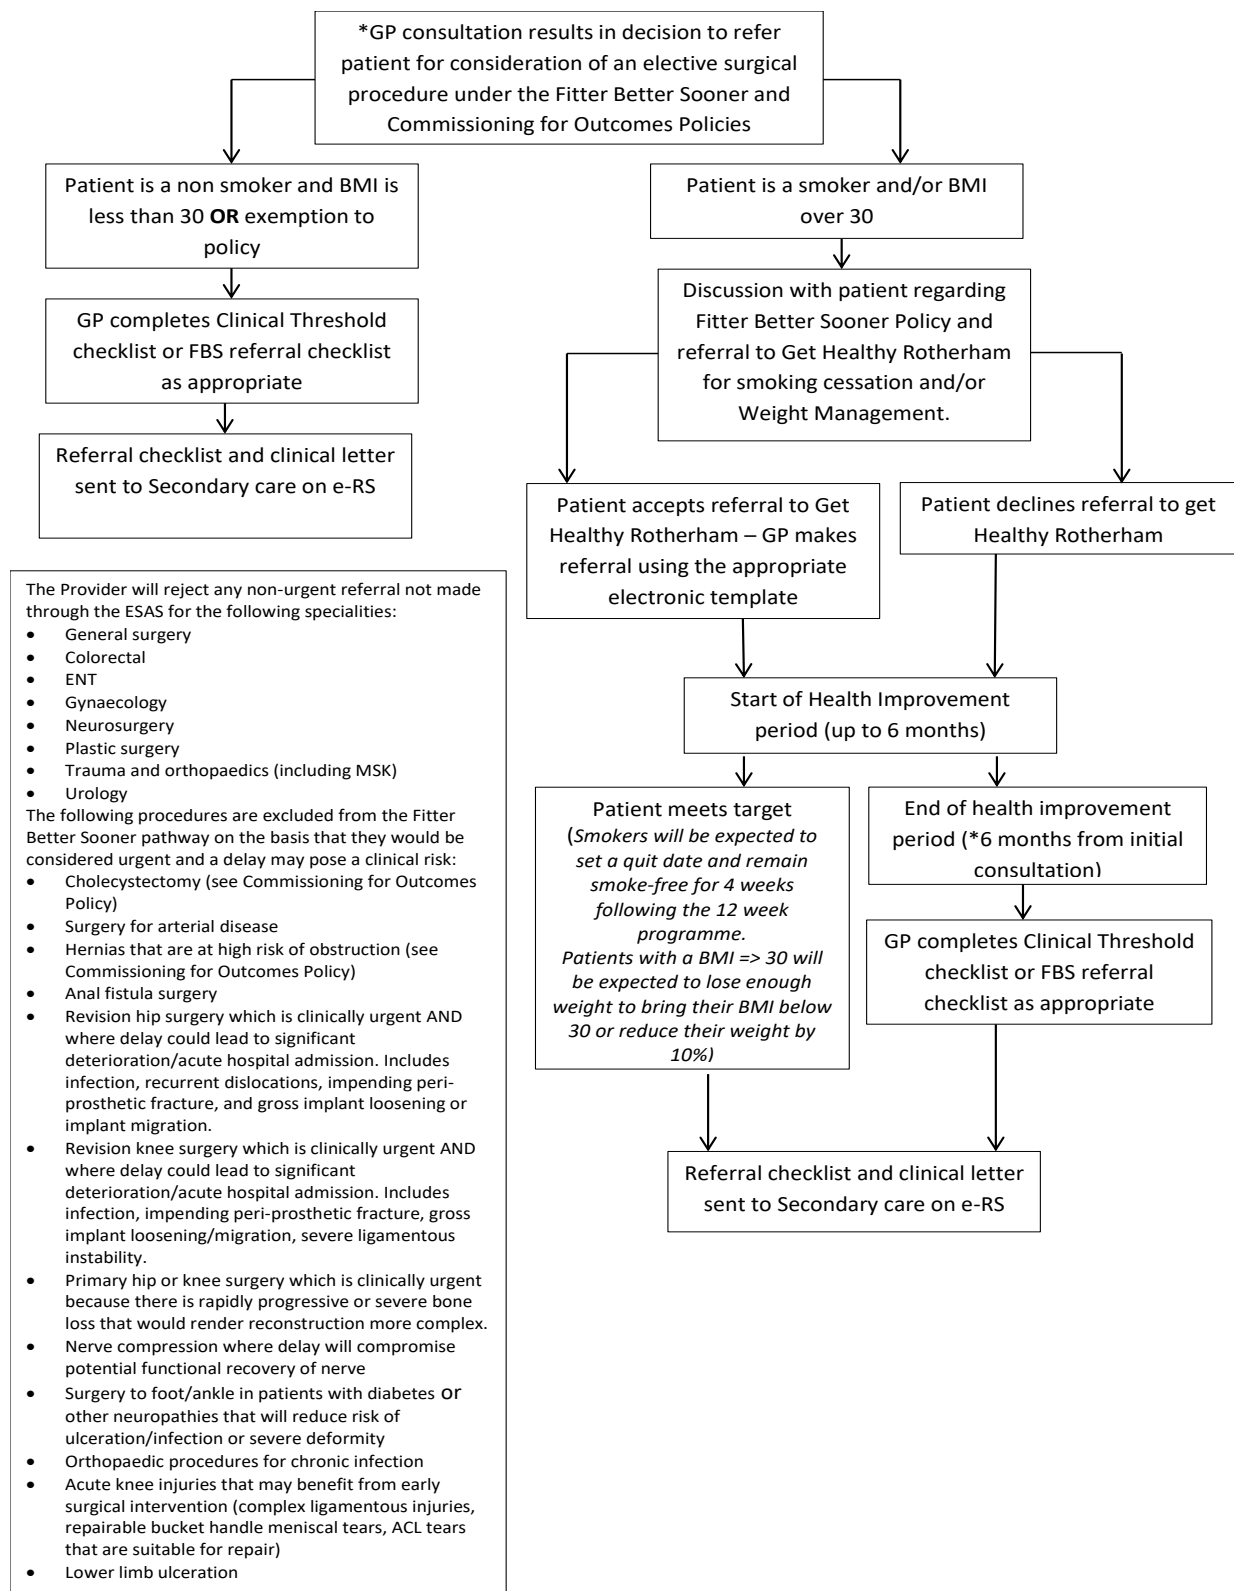 *GP consultation results in decision to refer
patient for consideration of an elective surgical
procedure under the Fitter Better Sooner and
Commissioning for Outcomes Policies
Patient is a non smoker and BMI is
less than 30 OR exemption to
policy
GP completes Clinical Threshold
checklist or FBS referral checklist
as appropriate
Referral checklist and clinical letter
sent to Secondary care on e-RS
Patient is a smoker and/or BMI
over 30
Discussion with patient regarding
Fitter Better Sooner Policy and
referral to Get Healthy Rotherham
for smoking cessation and/or
Weight Management.
Patient accepts referral to Get
Healthy Rotherham – GP makes
referral using the appropriate
electronic template
Patient declines referral to get
Healthy Rotherham
Start of Health Improvement
period (up to 6 months)
Patient meets target
(Smokers will be expected to
set a quit date and remain
smoke-free for 4 weeks
following the 12 week
programme.
Patients with a BMI => 30 will
be expected to lose enough
weight to bring their BMI below
30 or reduce their weight by
10%)
End of health improvement
period (*6 months from initial
consultation)
GP completes Clinical Threshold
checklist or FBS referral
checklist as appropriate
Referral checklist and clinical letter
sent to Secondary care on e-RS
The Provider will reject any non-urgent referral not made
through the ESAS for the following specialities:
• General surgery
• Colorectal
• ENT
• Gynaecology
• Neurosurgery
• Plastic surgery
• Trauma and orthopaedics (including MSK)
• Urology
The following procedures are excluded from the Fitter
Better Sooner pathway on the basis that they would be
considered urgent and a delay may pose a clinical risk:
• Cholecystectomy (see Commissioning for Outcomes
Policy)
• Surgery for arterial disease
• Hernias that are at high risk of obstruction (see
Commissioning for Outcomes Policy)
• Anal fistula surgery
• Revision hip surgery which is clinically urgent AND
where delay could lead to significant
deterioration/acute hospital admission. Includes
infection, recurrent dislocations, impending peri-
prosthetic fracture, and gross implant loosening or
implant migration.
• Revision knee surgery which is clinically urgent AND
where delay could lead to significant
deterioration/acute hospital admission. Includes
infection, impending peri-prosthetic fracture, gross
implant loosening/migration, severe ligamentous
instability.
• Primary hip or knee surgery which is clinically urgent
because there is rapidly progressive or severe bone
loss that would render reconstruction more complex.
• Nerve compression where delay will compromise
potential functional recovery of nerve
• Surgery to foot/ankle in patients with diabetes or
other neuropathies that will reduce risk of
ulceration/infection or severe deformity
• Orthopaedic procedures for chronic infection
• Acute knee injuries that may benefit from early
surgical intervention (complex ligamentous injuries,
repairable bucket handle meniscal tears, ACL tears
that are suitable for repair)
• Lower limb ulceration